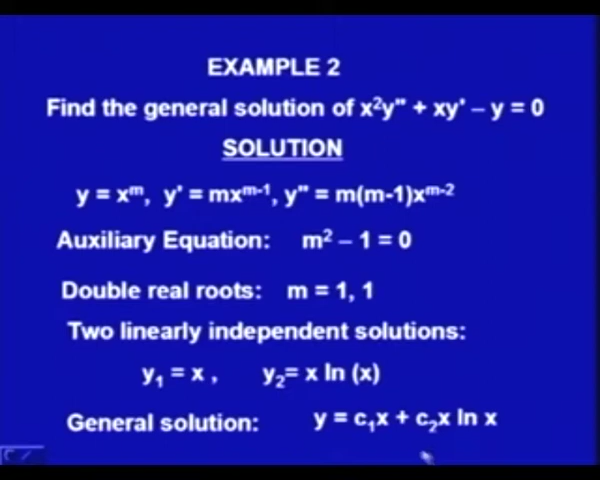 EXAMPLE 2
Find the general solution of x²y" + xy' – y = 0
SOLUTION
y = xᵐ, y' = mxᵐ⁻¹, y" = m(m-1)xᵐ⁻²
Auxiliary Equation: m² – 1 = 0
Double real roots: m = 1, 1
Two linearly independent solutions:
y₁ = x , y₂= x ln (x)
General solution: y = c₁x + c₂x ln x